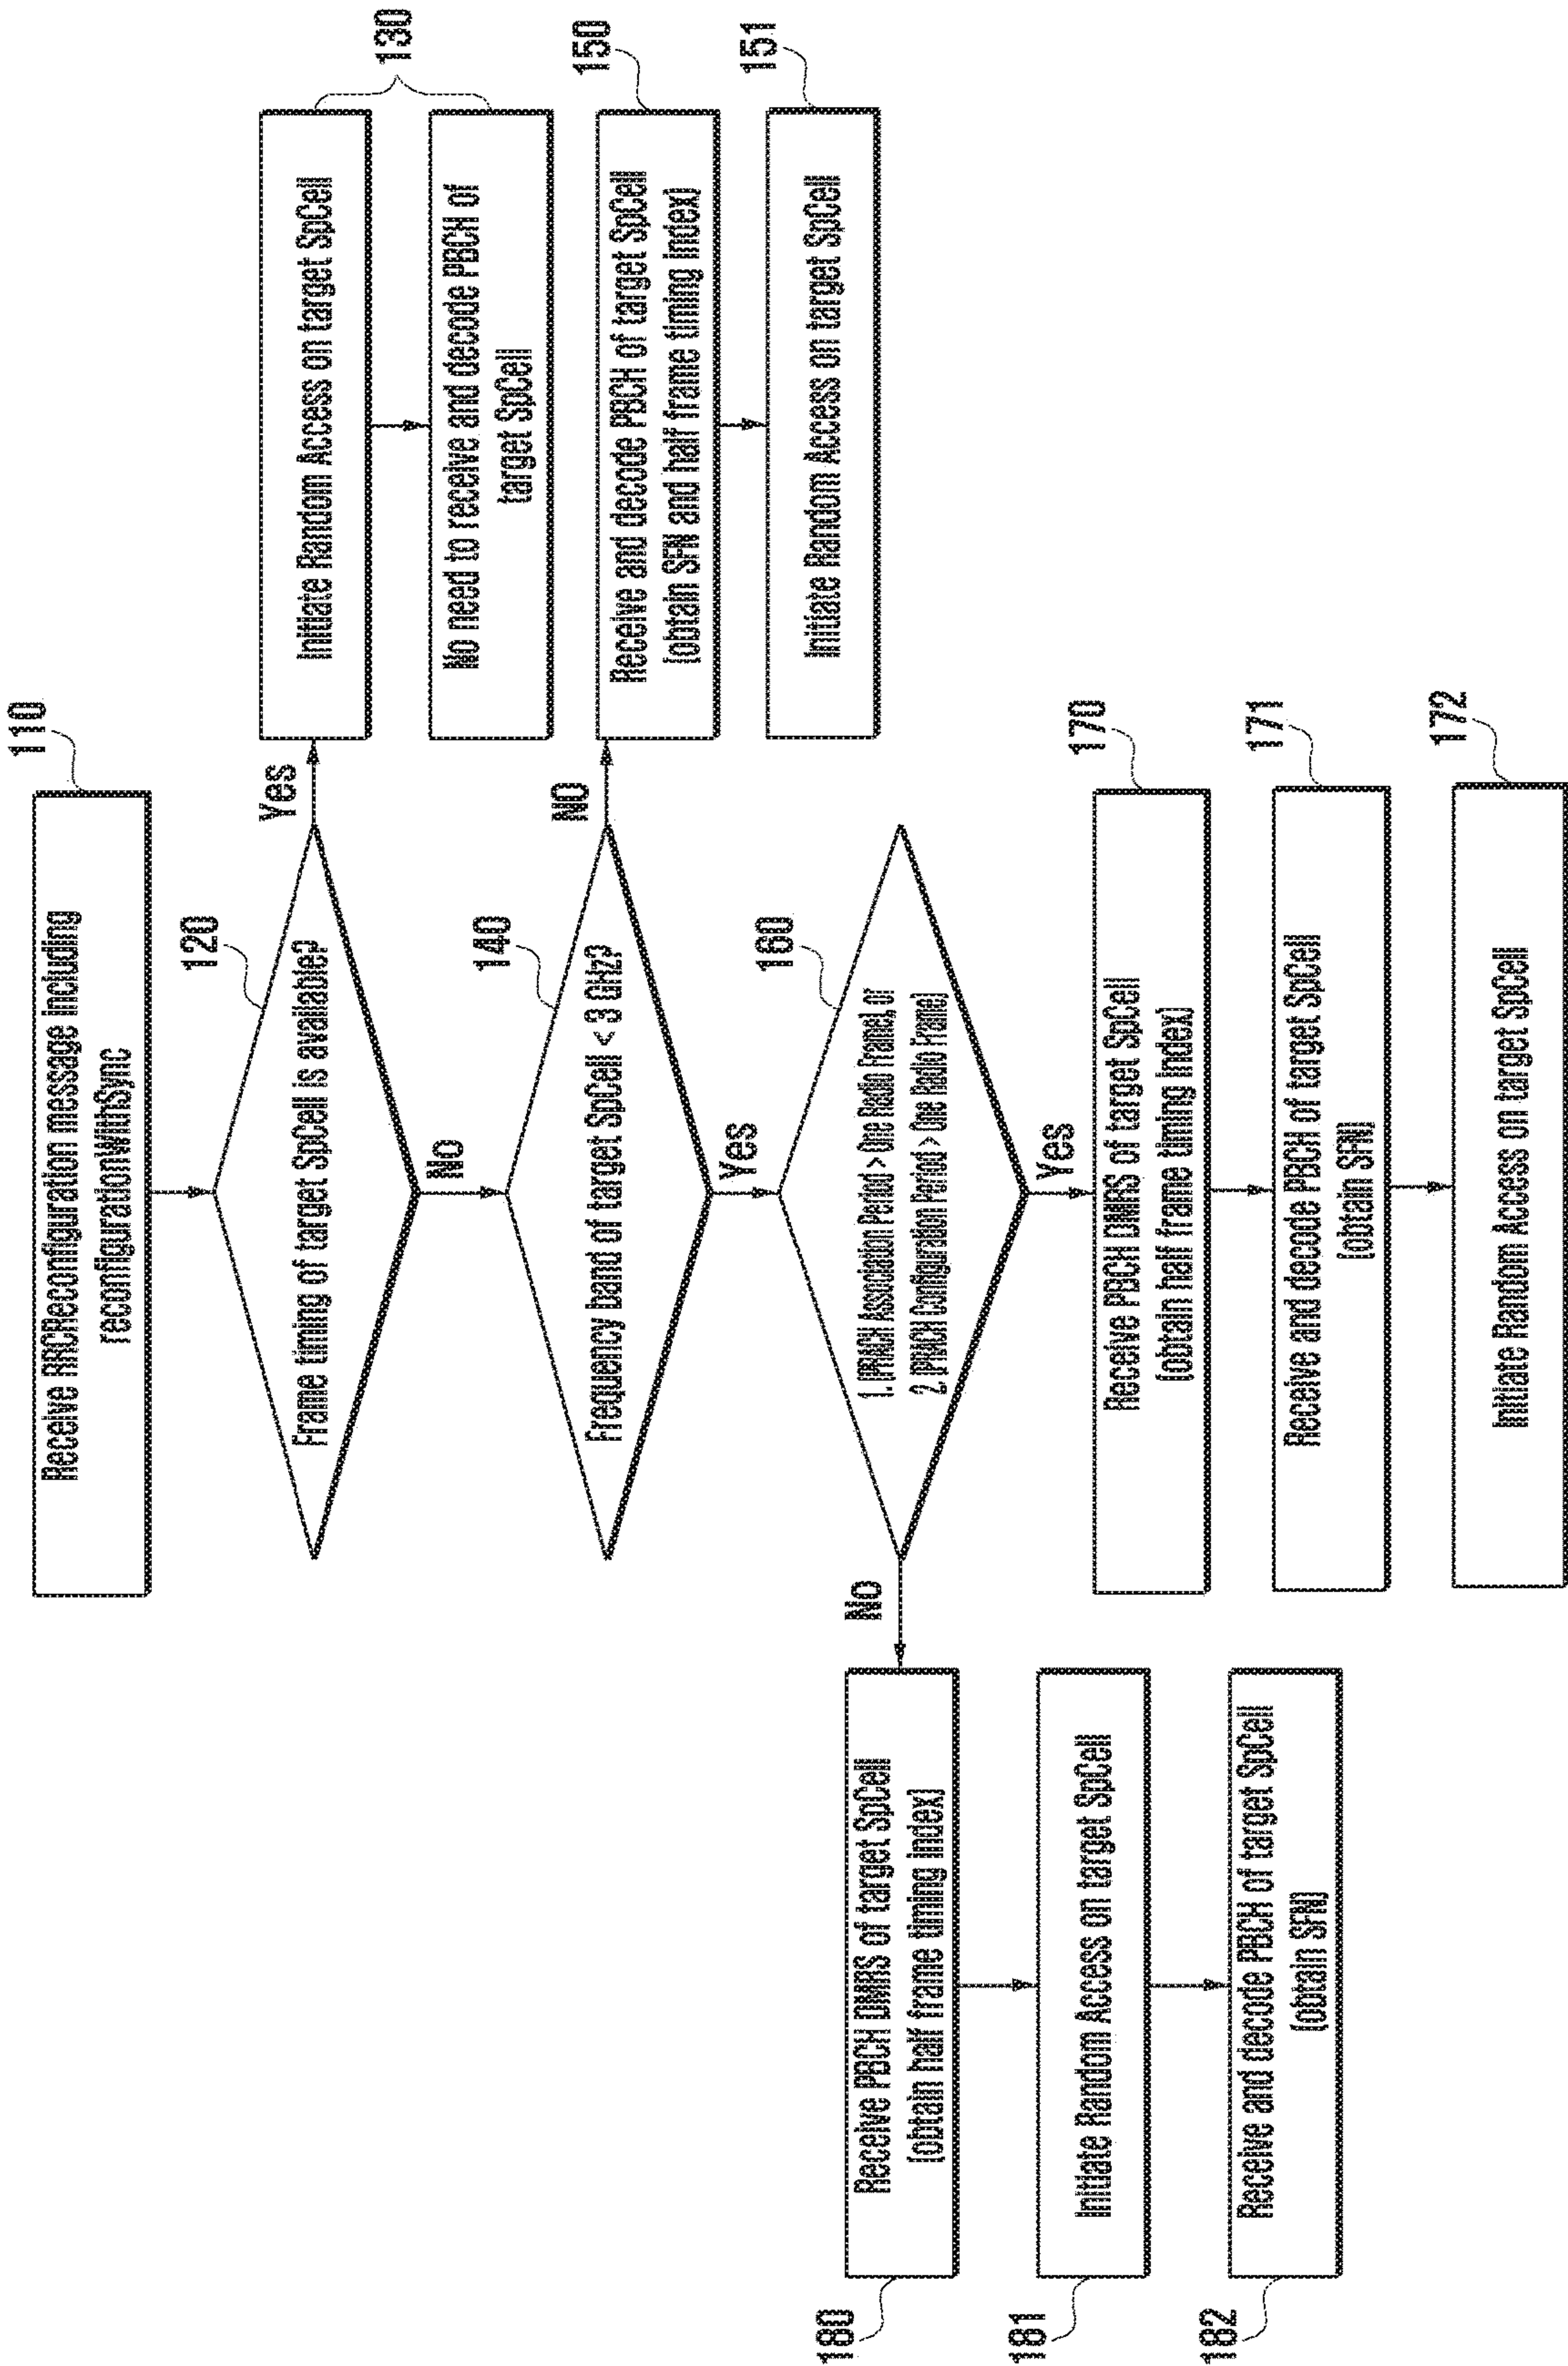 110
Receive RRCReconfiguration message including
reconfigurationWithSync
120
Frame timing of target SpCell is available?
Yes
No
130
Initiate Random Access on target SpCell
No need to receive and decode PBCH of
target SpCell
140
Frequency band of target SpCell < 3 GHz?
NO
Yes
150
Receive and decode PBCH of target SpCell
(obtain SFN and half frame timing index)
151
Initiate Random Access on target SpCell
160
1. (PRACH Association Period > One Radio Frame), or
2. (PRACH Configuration Period > One Radio Frame)
No
Yes
170
Receive PBCH DMRS of target SpCell
(obtain half frame timing index)
171
Receive and decode PBCH of target SpCell
(obtain SFN)
172
Initiate Random Access on target SpCell
180
Receive PBCH DMRS of target SpCell
(obtain half frame timing index)
181
Initiate Random Access on target SpCell
182
Receive and decode PBCH of target SpCell
(obtain SFN)